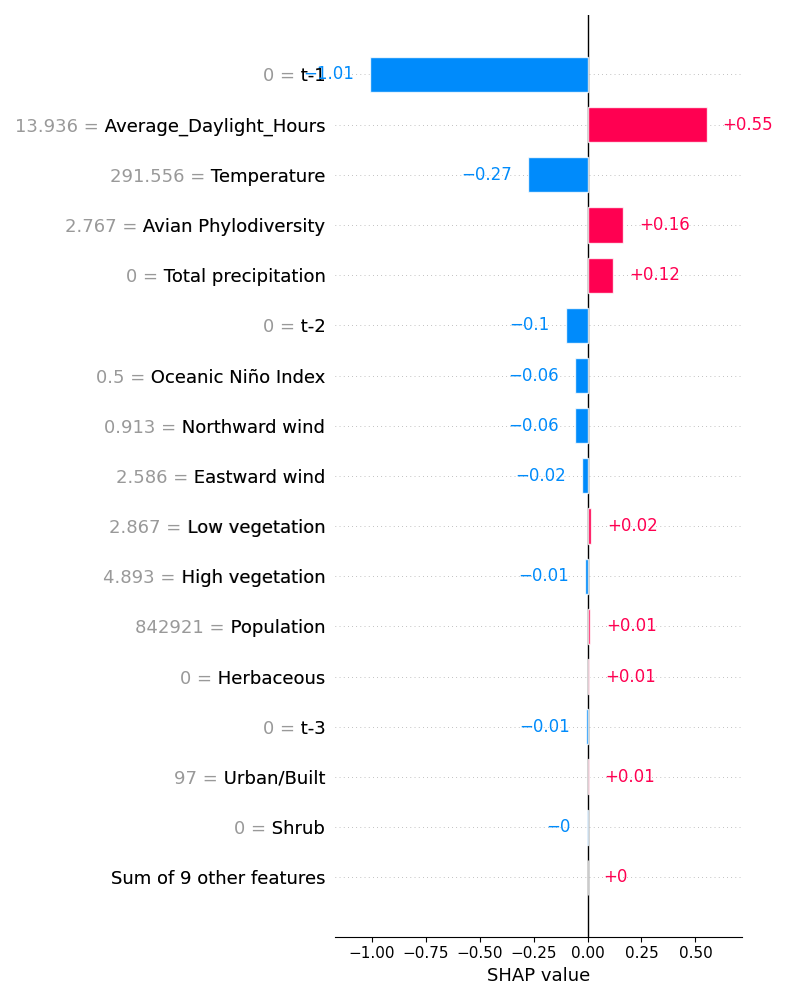 0 = t-1 −1.01
13.936 = Average_Daylight_Hours +0.55
291.556 = Temperature −0.27
2.767 = Avian Phylodiversity +0.16
0 = Total precipitation +0.12
0 = t-2 −0.1
0.5 = Oceanic Niño Index −0.06
0.913 = Northward wind −0.06
2.586 = Eastward wind −0.02
2.867 = Low vegetation +0.02
4.893 = High vegetation −0.01
842921 = Population +0.01
0 = Herbaceous +0.01
0 = t-3 −0.01
97 = Urban/Built +0.01
0 = Shrub −0
Sum of 9 other features +0
−1.00 −0.75 −0.50 −0.25 0.00 0.25 0.50
SHAP value